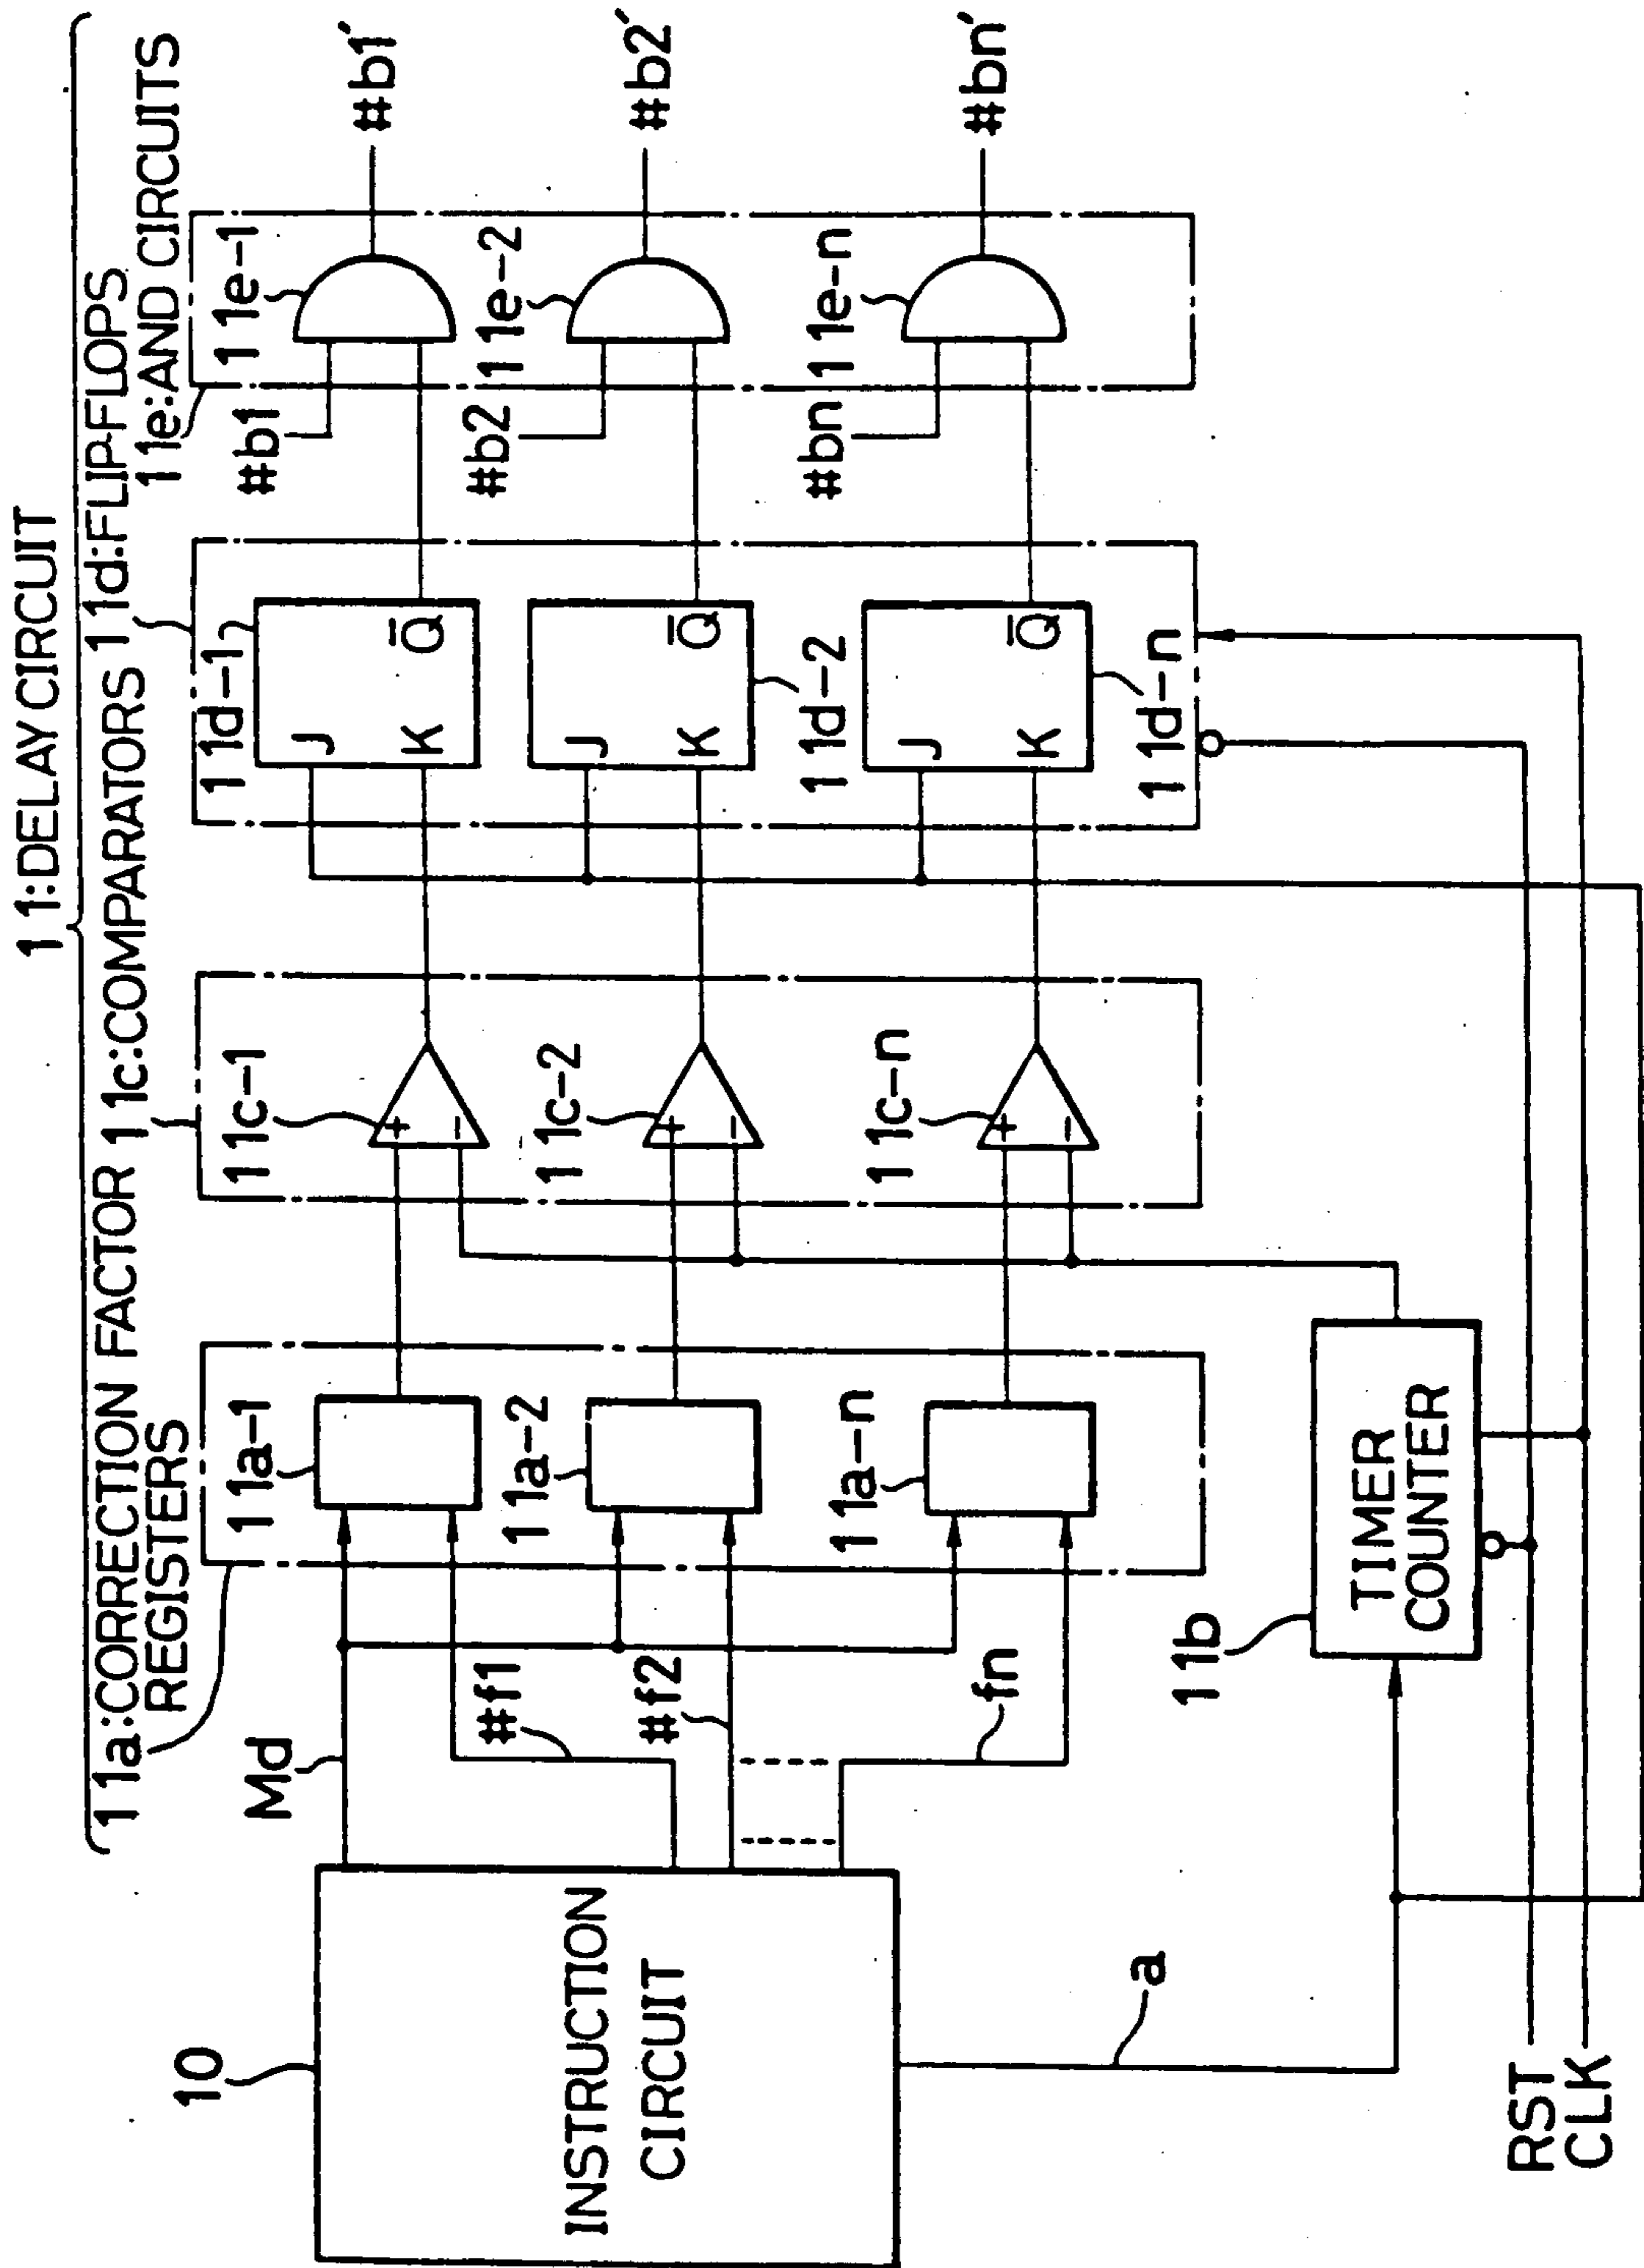 11:DELAY CIRCUIT
11a:CORRECTION FACTOR
REGISTERS
11c:COMPARATORS
11d:FLIP-FLOPS
11e:AND CIRCUITS
10
INSTRUCTION
CIRCUIT
Md
#f1
#f2
fn
a
11a-1
11a-2
11a-n
11b
TIMER
COUNTER
11c-1
+
−
11c-2
+
−
11c-n
+
−
11d-1
J
K
Q̅
11d-2
J
K
Q̅
11d-n
J
K
Q̅
#b1
11e-1
#b1'
#b2
11e-2
#b2'
#bn
11e-n
#bn'
RST
CLK